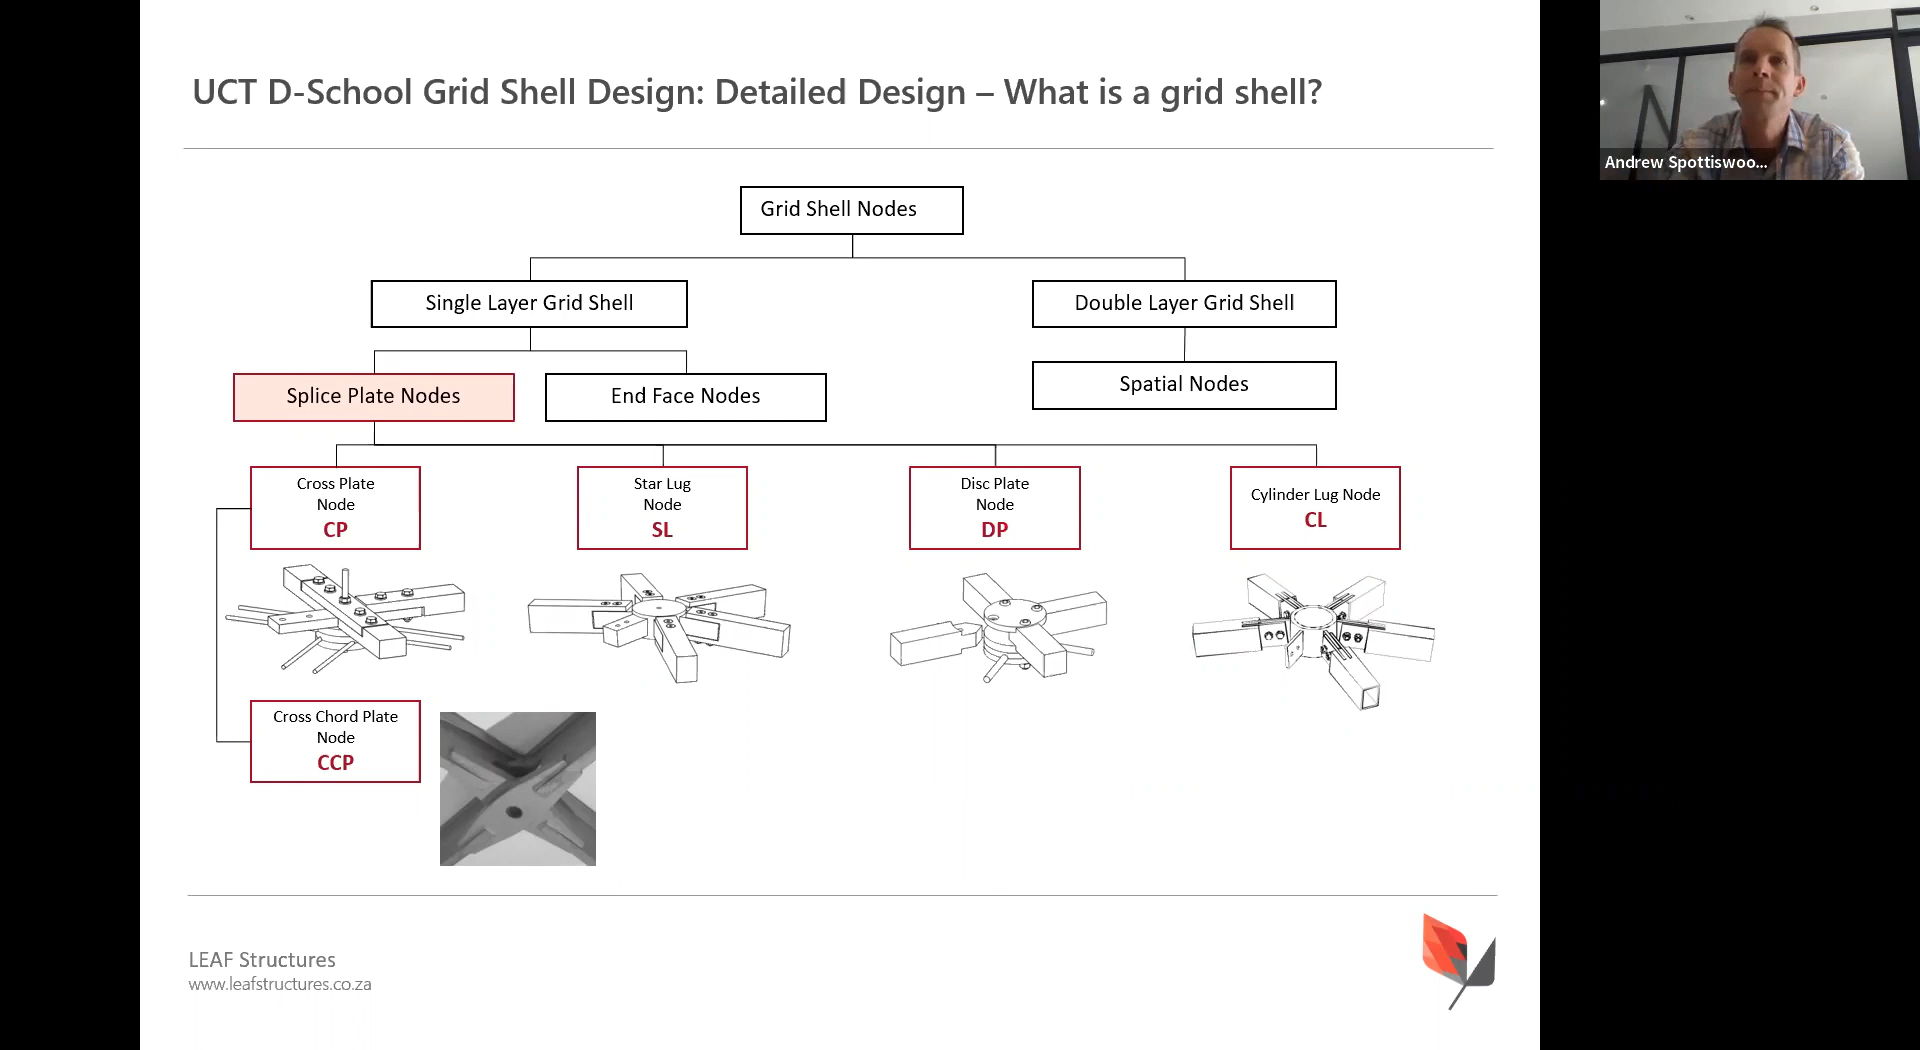 UCT D-School Grid Shell Design: Detailed Design – What is a grid shell?
Andrew Spottiswoo...
Grid Shell Nodes
Single Layer Grid Shell
Double Layer Grid Shell
Splice Plate Nodes
End Face Nodes
Spatial Nodes
Cross Plate
Node
CP
Star Lug
Node
SL
Disc Plate
Node
DP
Cylinder Lug Node
CL
Cross Chord Plate
Node
CCP
LEAF Structures
www.leafstructures.co.za